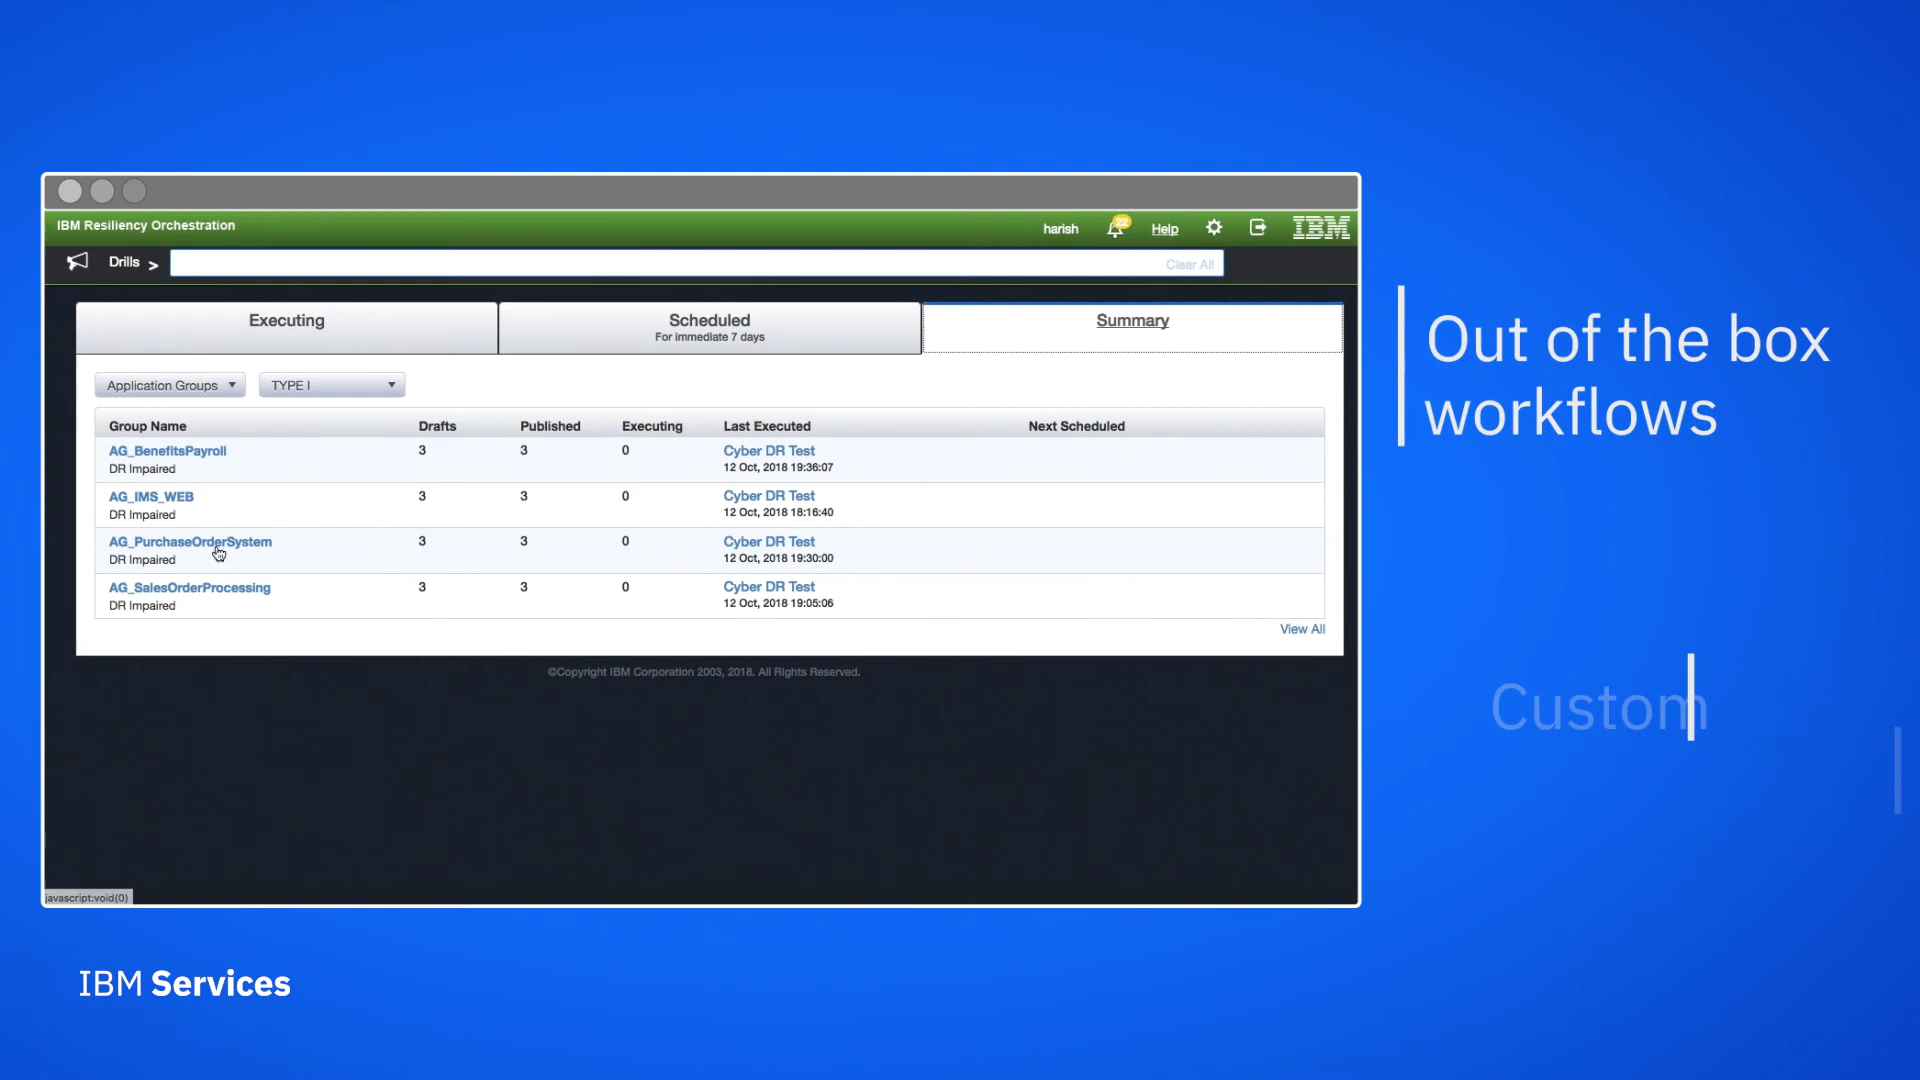 IBM Resiliency Orchestration
harish
22
Help
IBM
Drills >
Clear All
Executing
Scheduled
For immediate 7 days
Summary
Application Groups
TYPE I
Group Name Drafts Published Executing Last Executed Next Scheduled
AG_BenefitsPayroll 3 3 0 Cyber DR Test
DR Impaired 12 Oct, 2018 19:36:07
AG_IMS_WEB 3 3 0 Cyber DR Test
DR Impaired 12 Oct, 2018 18:16:40
AG_PurchaseOrderSystem 3 3 0 Cyber DR Test
DR Impaired 12 Oct, 2018 19:30:00
AG_SalesOrderProcessing 3 3 0 Cyber DR Test
DR Impaired 12 Oct, 2018 19:05:06
View All
©Copyright IBM Corporation 2003, 2018. All Rights Reserved.
javascript:void(0)
Out of the box
workflows
Custom
IBM Services